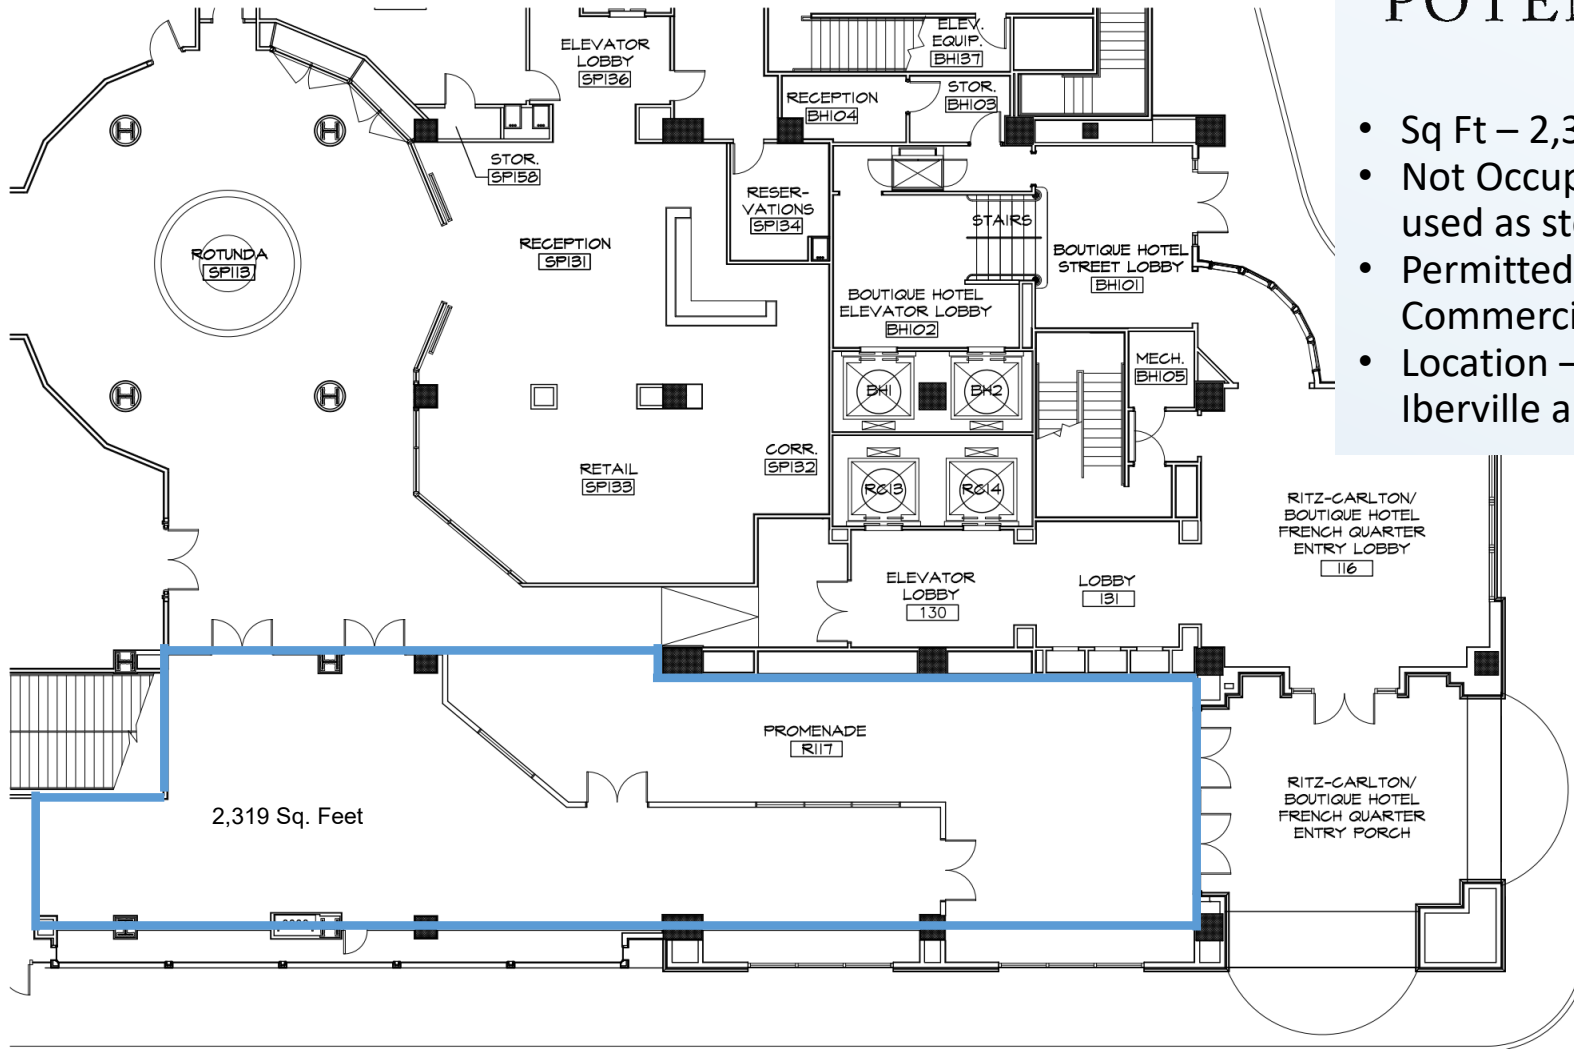 ELEVATOR
LOBBY
SP136
ELEV.
EQUIP.
BH137
RECEPTION
BH104
STOR.
BH103
STOR.
SP158
RESER-
VATIONS
SP134
STAIRS
ROTUNDA
SP113
RECEPTION
SP131
BOUTIQUE HOTEL
STREET LOBBY
BH101
BOUTIQUE HOTEL
ELEVATOR LOBBY
BH102
MECH.
BH105
BH1
BH2
CORR.
SP132
RETAIL
SP133
RC13
RC14
RITZ-CARLTON/
BOUTIQUE HOTEL
FRENCH QUARTER
ENTRY LOBBY
116
ELEVATOR
LOBBY
130
LOBBY
131
PROMENADE
R117
2,319 Sq. Feet
RITZ-CARLTON/
BOUTIQUE HOTEL
FRENCH QUARTER
ENTRY PORCH
• Sq Ft – 2,3
• Not Occup
used as st
• Permitted
Commerci
• Location –
Iberville a